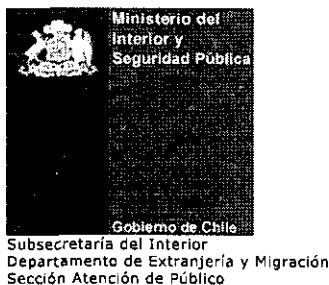 Ministerio del
Interior y
Seguridad Pública
Gobierno de Chile
Subsecretaría del Interior
Departamento de Extranjería y Migración
Sección Atención de Público